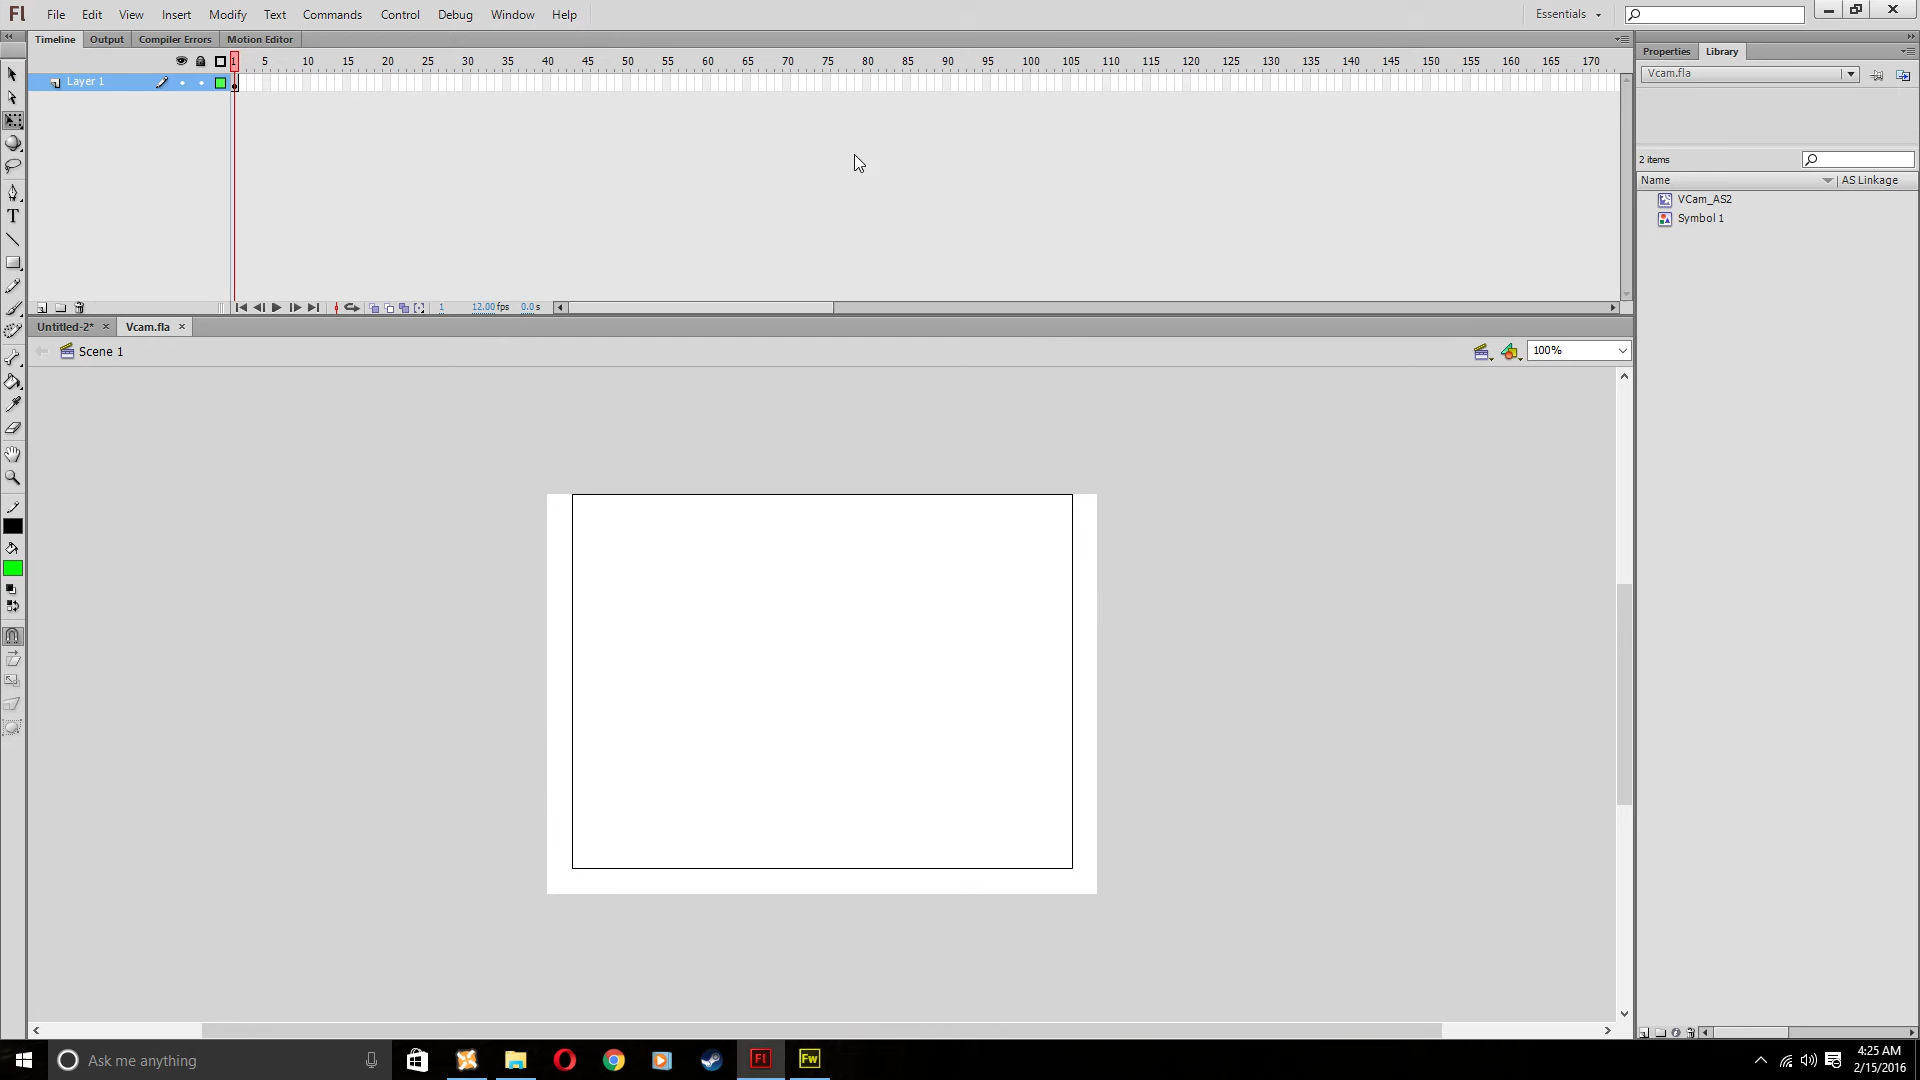 Fl File Edit View Insert Modify Text Commands Control Debug Window Help Essentials
Timeline Output Compiler Errors Motion Editor
1 5 10 15 20 25 30 35 40 45 50 55 60 65 70 75 80 85 90 95 100 105 110 115 120 125 130 135 140 145 150 155 160 165 170
Layer 1
1 12.00 fps 0.0 s
Untitled-2* Vcam.fla
Scene 1 100%
Properties Library
Vcam.fla
2 items
Name AS Linkage
VCam_AS2
Symbol 1
T
Ask me anything Fl Fw 4:25 AM
2/15/2016